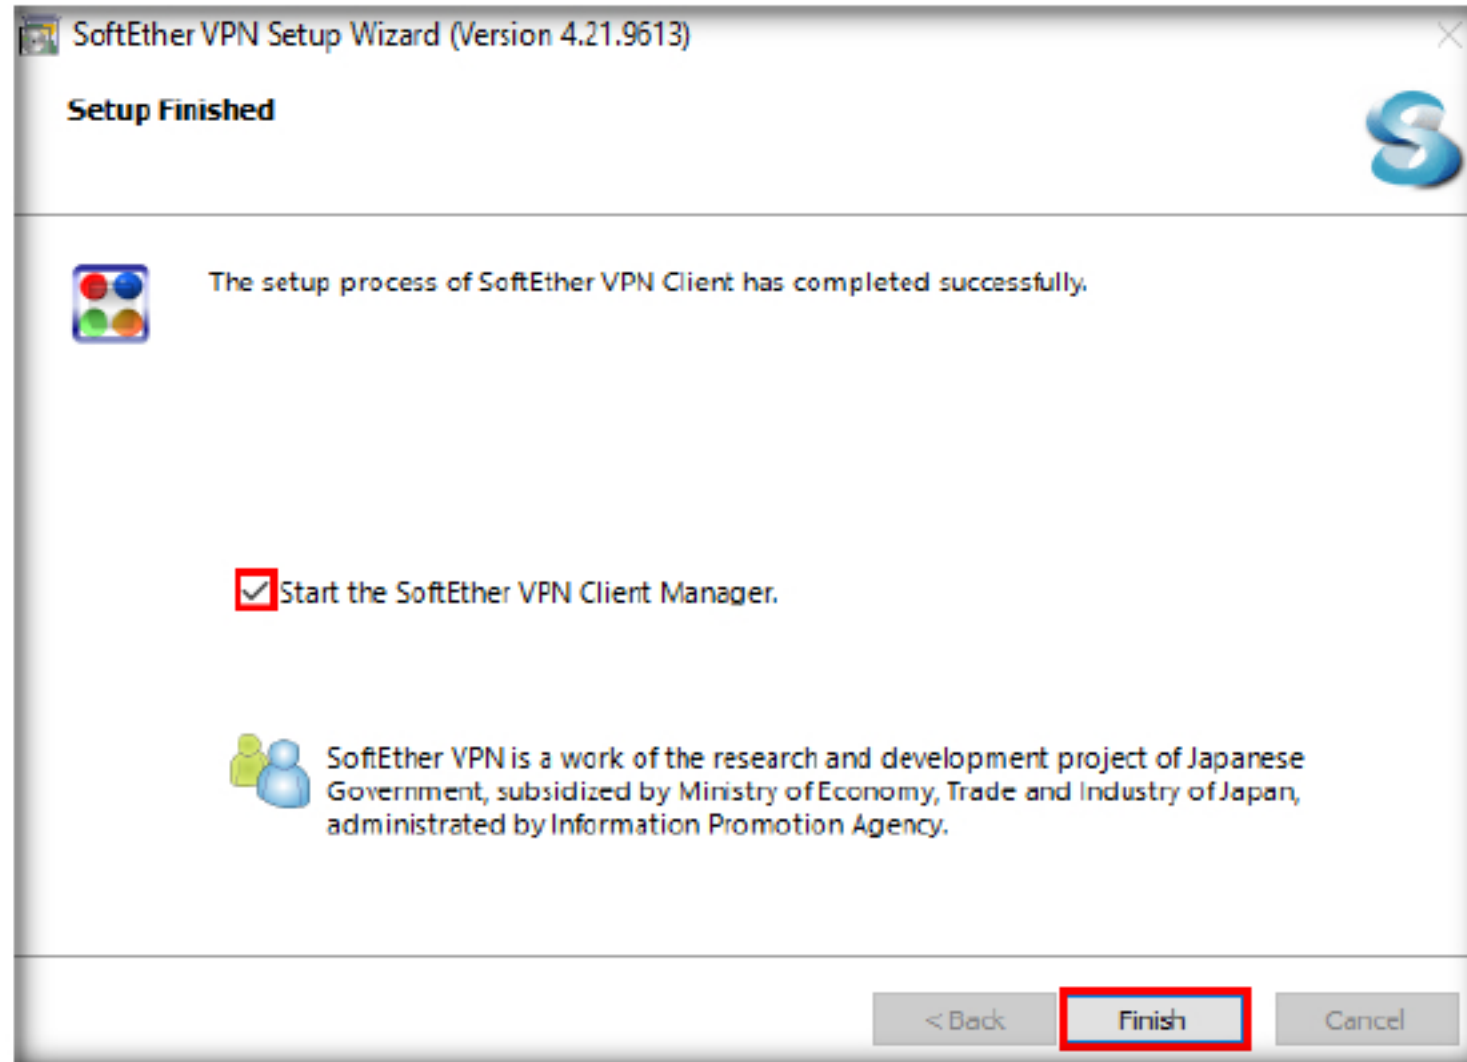 SoftEther VPN Setup Wizard (Version 4.21.9613)
Setup Finished
The setup process of SoftEther VPN Client has completed successfully.
Start the SoftEther VPN Client Manager.
SoftEther VPN is a work of the research and development project of Japanese
Government, subsidized by Ministry of Economy, Trade and Industry of Japan,
administrated by Information Promotion Agency.
< Back Finish Cancel